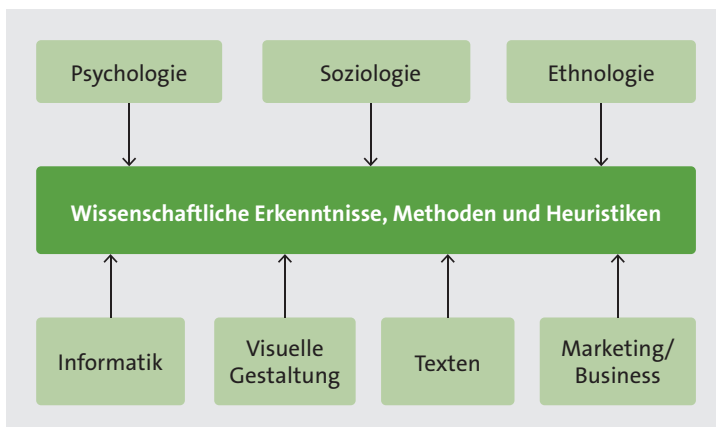 Psychologie
Soziologie
Ethnologie
Wissenschaftliche Erkenntnisse, Methoden und Heuristiken
Informatik
Visuelle
Gestaltung
Texten
Marketing/
Business